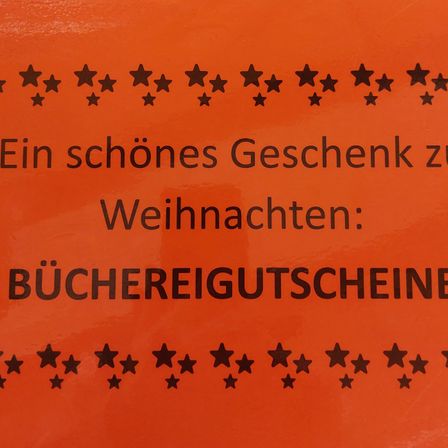 Ein schönes Geschenk zu
Weihnachten:
BÜCHEREIGUTSCHEINE